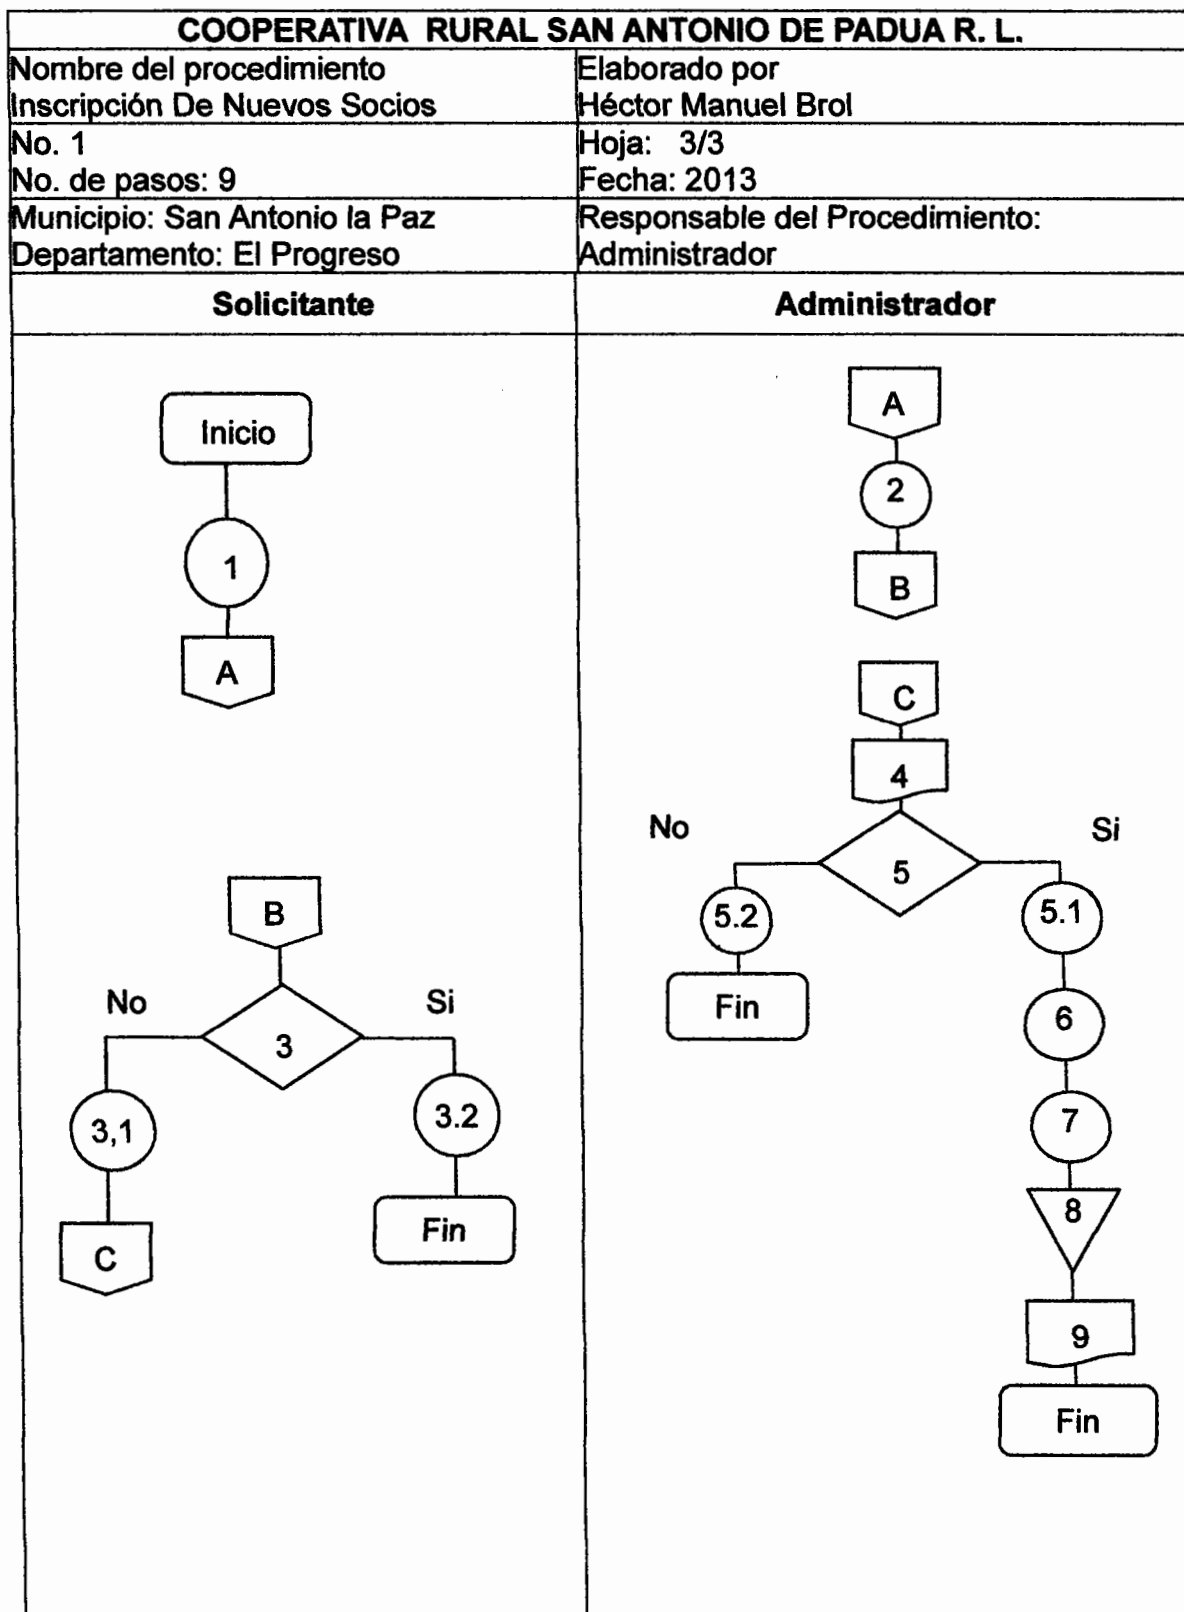 COOPERATIVA RURAL SAN ANTONIO DE PADUA R. L.
Nombre del procedimiento
Inscripción De Nuevos Socios
Elaborado por
Héctor Manuel Brol
No. 1
No. de pasos: 9
Hoja: 3/3
Fecha: 2013
Municipio: San Antonio la Paz
Departamento: El Progreso
Responsable del Procedimiento:
Administrador
Solicitante
Administrador
Inicio
1
A
B
No
Si
3
3,1
3.2
C
Fin
A
2
B
C
4
No
Si
5
5.2
5.1
Fin
6
7
8
9
Fin